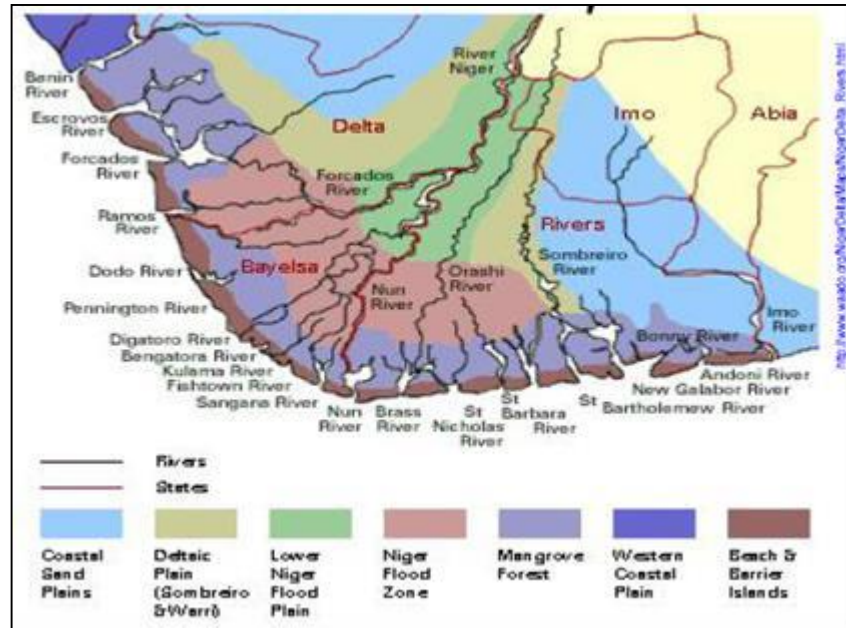 River
Niger
Benin
River
Escrovos
River
Delta
Imo
Abia
Forcados
River
Forcados
River
Ramos
River
Rivers
Sombreiro
River
Dodo River
Bayelsa
Nun
River
Orashi
River
Pennington River
Imo
River
Digatoro River
Bengatora River
Bonny River
Kulama River
Fishtown River
Sangana River
Andoni River
New Galabor River
Nun
River
Brass
River
St
Nicholas
River
St
Barbara
River
St
Bartholemew River
Rivers
States
Coastal
Sand
Plains
Deltaic
Plain
(Sombreiro
&Warri)
Lower
Niger
Flood
Plain
Niger
Flood
Zone
Mangrove
Forest
Western
Coastal
Plain
Beach &
Barrier
Islands